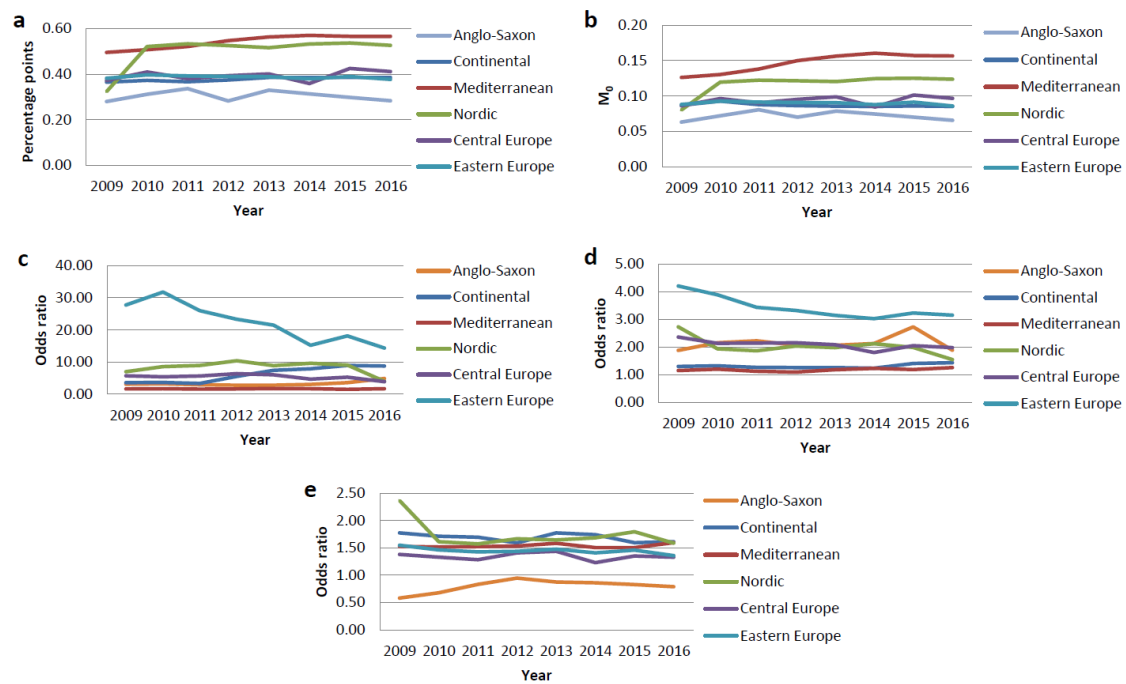 a
Percentage points
0.60
0.40
0.20
0.00
2009 2010 2011 2012 2013 2014 2015 2016
Year
Anglo-Saxon
Continental
Mediterranean
Nordic
Central Europe
Eastern Europe
b
M₀
0.20
0.15
0.10
0.05
0.00
2009 2010 2011 2012 2013 2014 2015 2016
Year
Anglo-Saxon
Continental
Mediterranean
Nordic
Central Europe
Eastern Europe
c
Odds ratio
40.00
30.00
20.00
10.00
0.00
2009 2010 2011 2012 2013 2014 2015 2016
Year
Anglo-Saxon
Continental
Mediterranean
Nordic
Central Europe
Eastern Europe
d
Odds ratio
5.00
4.00
3.00
2.00
1.00
0.00
2009 2010 2011 2012 2013 2014 2015 2016
Year
Anglo-Saxon
Continental
Mediterranean
Nordic
Central Europe
Eastern Europe
e
Odds ratio
2.50
2.00
1.50
1.00
0.50
0.00
2009 2010 2011 2012 2013 2014 2015 2016
Year
Anglo-Saxon
Continental
Mediterranean
Nordic
Central Europe
Eastern Europe